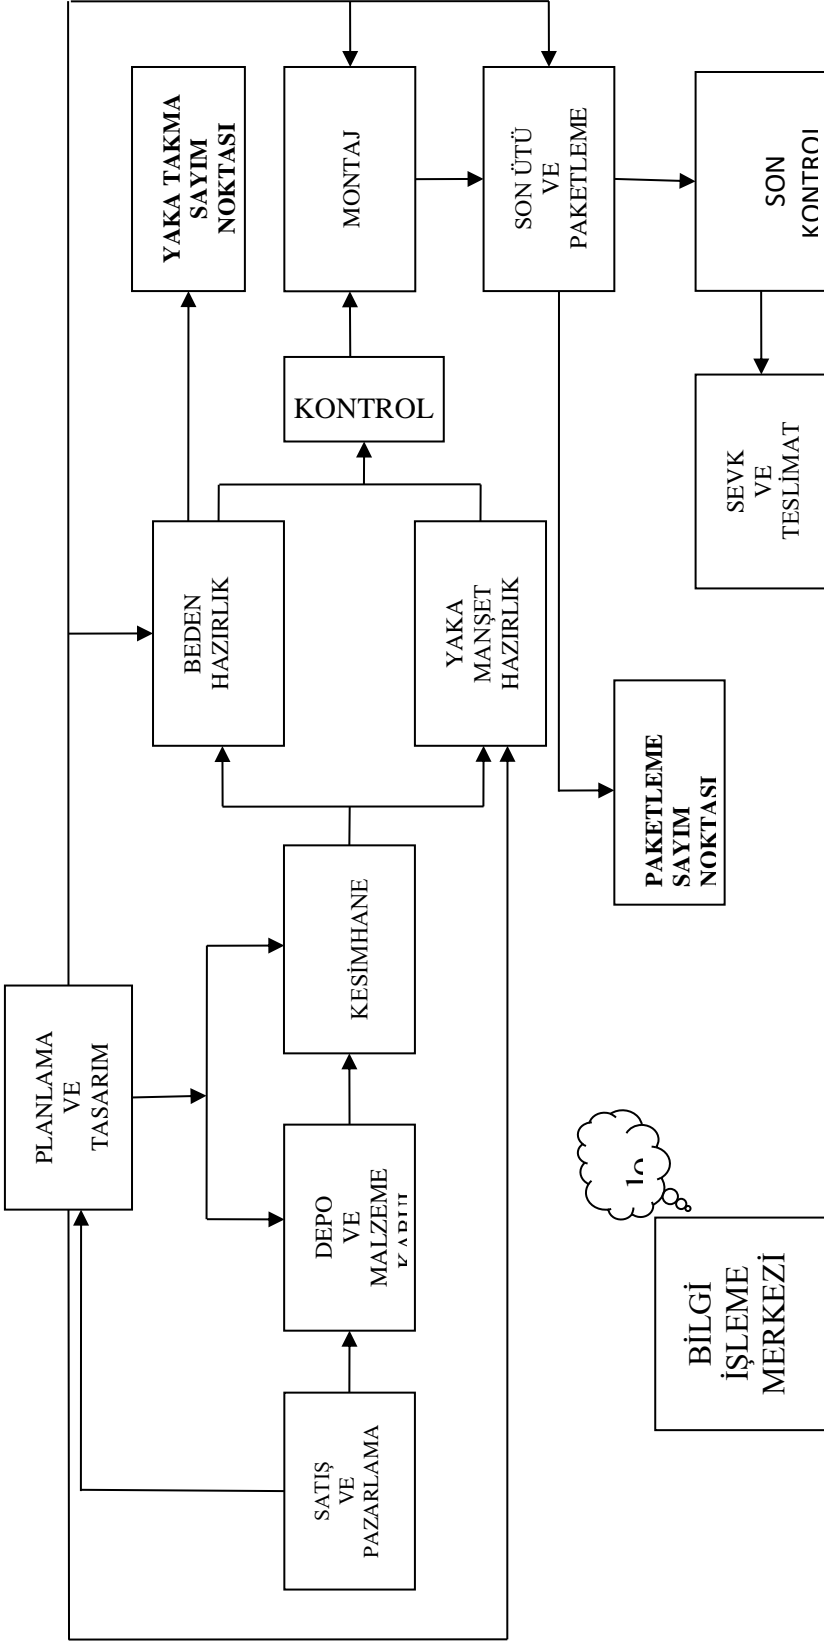 PLANLAMA
VE
TASARIM
YAKA TAKMA
SAYIM
NOKTASI
BEDEN
HAZIRLIK
SATIŞ
VE
PAZARLAMA
DEPO
VE
MALZEME
KESİMHANE
KONTROL
MONTAJ
YAKA
MANŞET
HAZIRLIK
SON ÜTÜ
VE
PAKETLEME
PAKETLEME
SAYIM
NOKTASI
BİLGİ
İŞLEME
MERKEZİ
SEVK
VE
TESLİMAT
SON
KONTROL